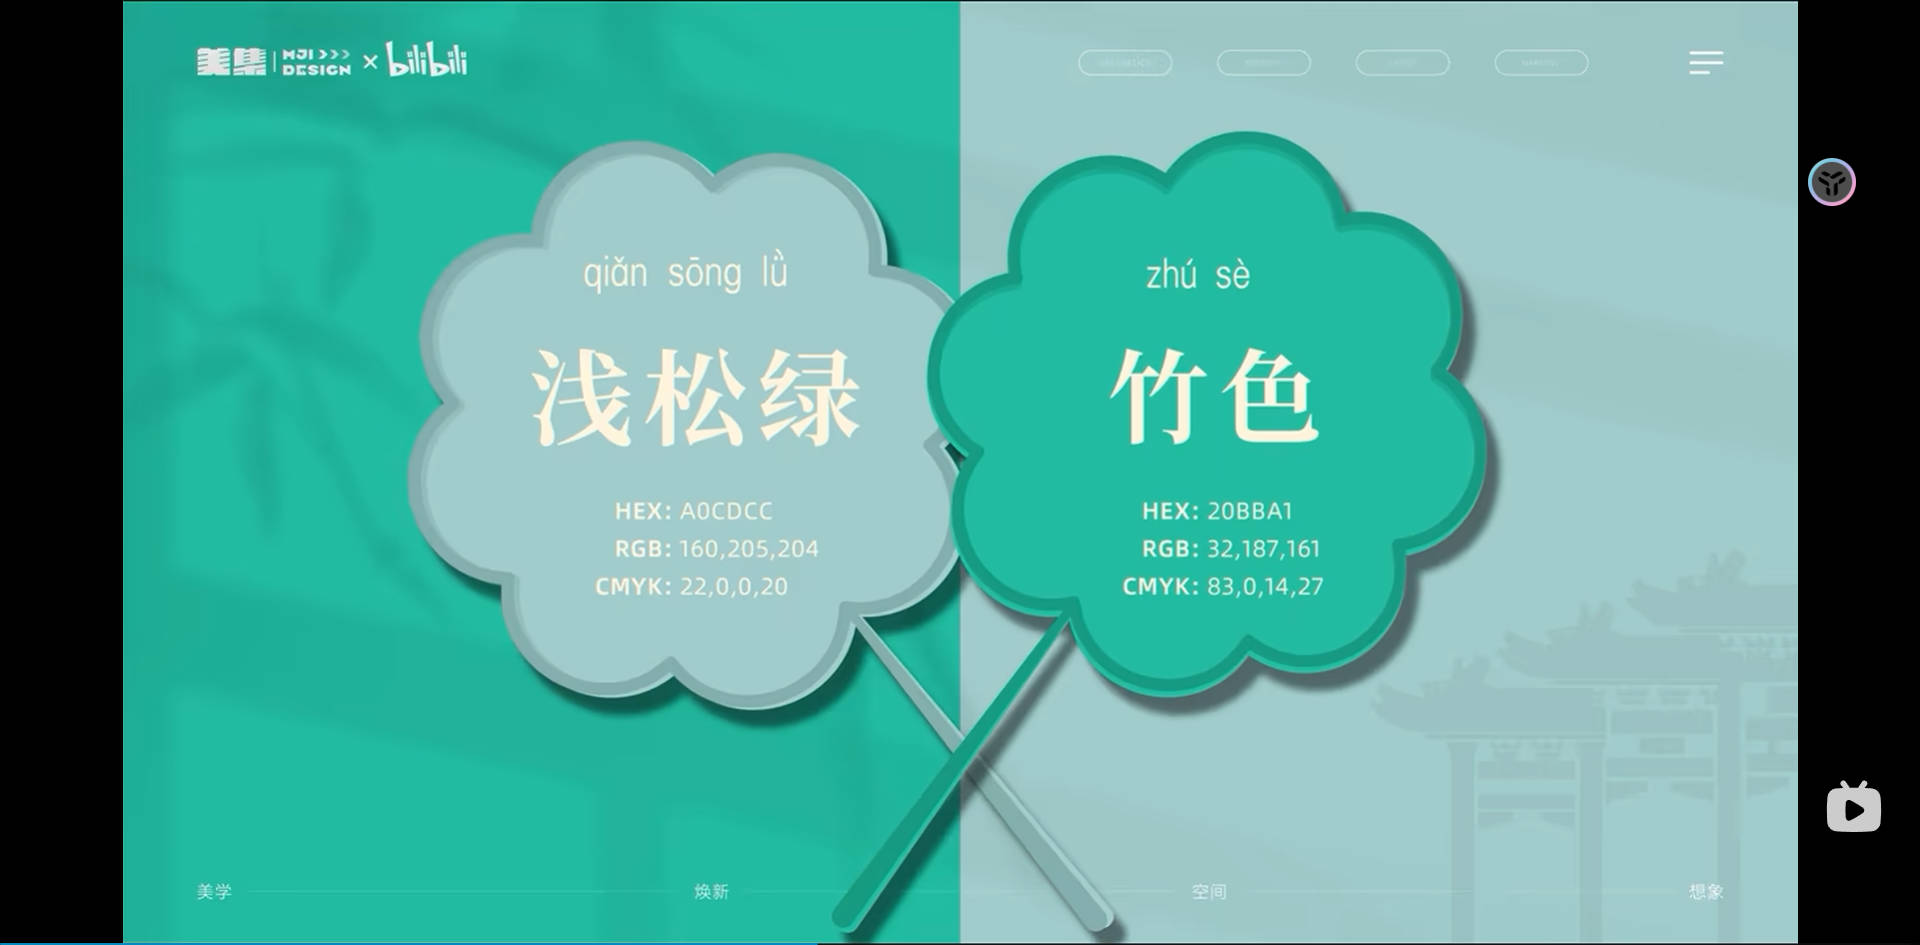 美集 MJI >>> DESIGN × bilibili
qiǎn sōng lǜ
浅松绿
HEX: A0CDCC
RGB: 160,205,204
CMYK: 22,0,0,20
zhú sè
竹色
HEX: 20BBA1
RGB: 32,187,161
CMYK: 83,0,14,27
美学 焕新 空间 想象